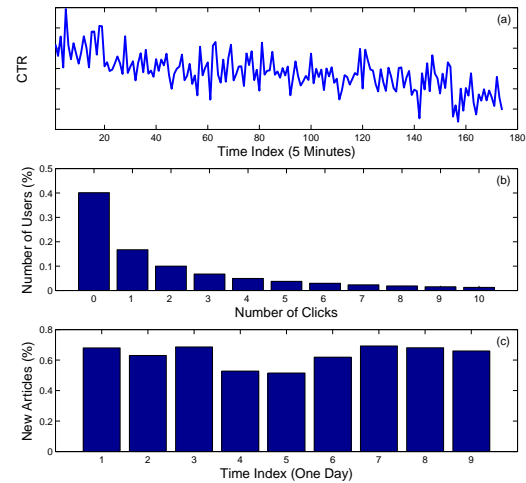 (a)
CTR
20 40 60 80 100 120 140 160 180
Time Index (5 Minutes)
(b)
Number of Users (%)
0.5
0.4
0.3
0.2
0.1
0
0 1 2 3 4 5 6 7 8 9 10
Number of Clicks
(c)
New Articles (%)
0.8
0.6
0.4
0.2
0
1 2 3 4 5 6 7 8 9
Time Index (One Day)